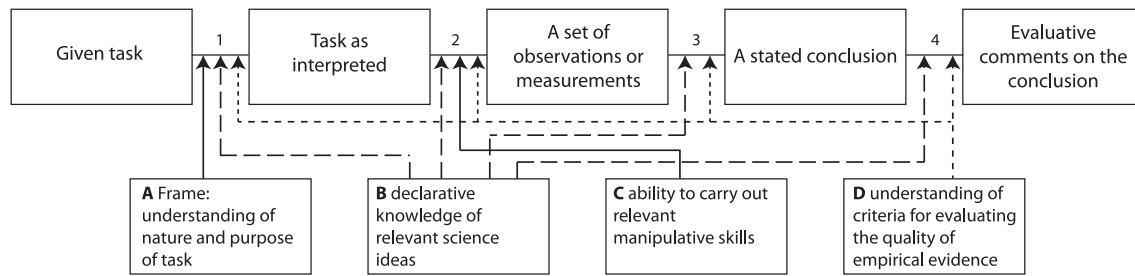 Given task
1
Task as
interpreted
2
A set of
observations or
measurements
3
A stated conclusion
4
Evaluative
comments on the
conclusion
A Frame:
understanding of
nature and purpose
of task
B declarative
knowledge of
relevant science
ideas
C ability to carry out
relevant
manipulative skills
D understanding of
criteria for evaluating
the quality of
empirical evidence